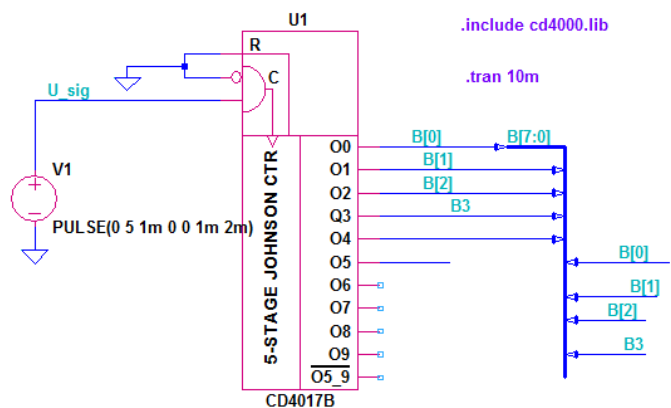 U1
.include cd4000.lib
R
.tran 10m
C
U_sig
V1
PULSE(0 5 1m 0 0 1m 2m)
5-STAGE JOHNSON CTR
O0
B[0]
B[7:0]
O1
B[1]
O2
B[2]
Q3
B3
O4
O5
B[0]
O6
B[1]
O7
B[2]
O8
B3
O9
O5_9
CD4017B